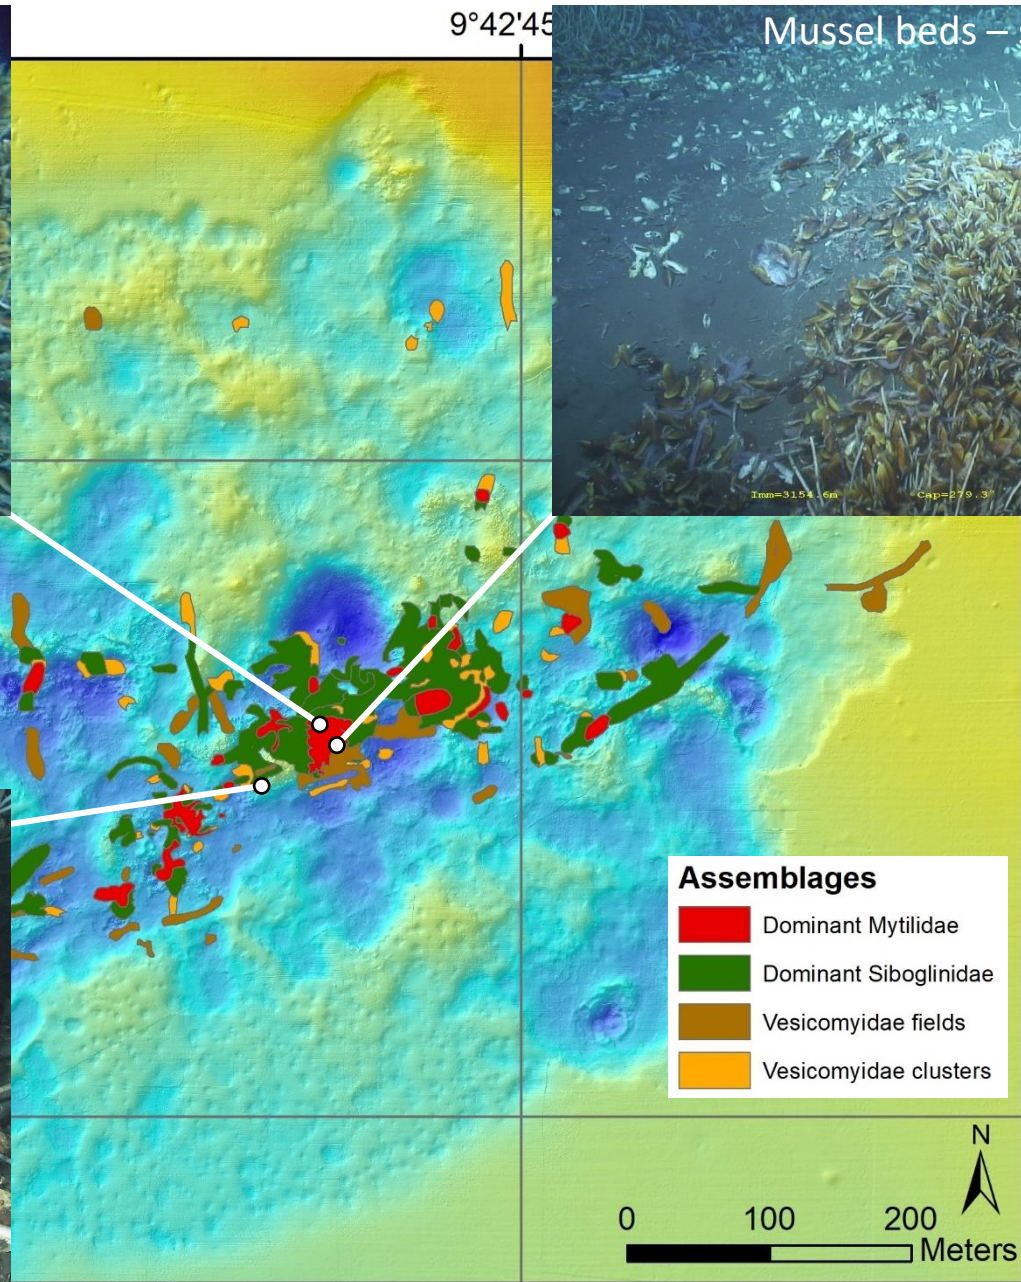 9°42'45
Mussel beds –
Imm=3154.6m
Cap=279.3°
Assemblages
Dominant Mytilidae
Dominant Siboglinidae
Vesicomyidae fields
Vesicomyidae clusters
N
0 100 200
Meters